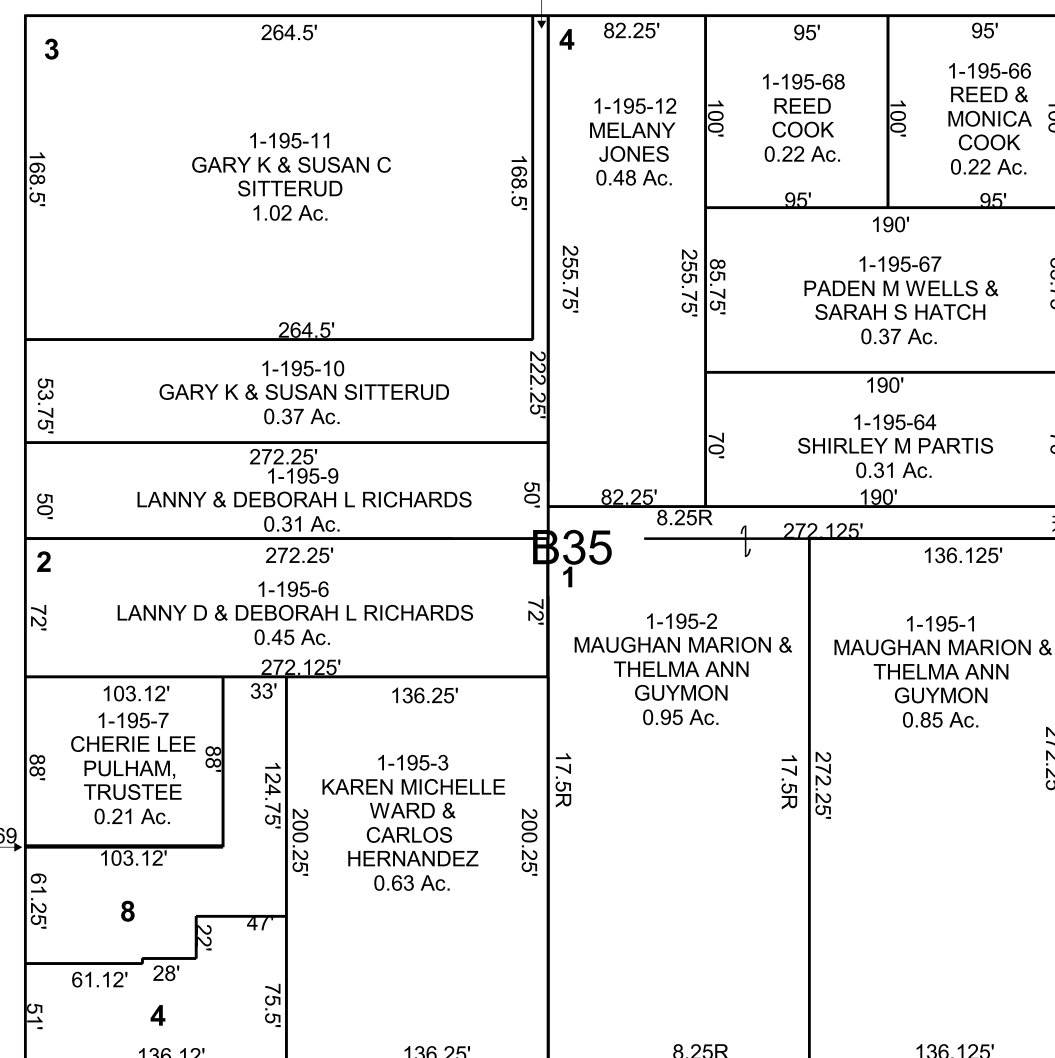 3
264.5'
1-195-11
GARY K & SUSAN C
SITTERUD
1.02 Ac.
168.5'
168.5'
264.5'
4
82.25'
1-195-12
MELANY
JONES
0.48 Ac.
255.75'
255.75'
82.25'
95'
1-195-68
REED
COOK
0.22 Ac.
100'
100'
95'
95'
1-195-66
REED &
MONICA
COOK
0.22 Ac.
95'
190'
1-195-67
PADEN M WELLS &
SARAH S HATCH
0.37 Ac.
85.75'
190'
1-195-64
SHIRLEY M PARTIS
0.31 Ac.
70'
190'
1-195-10
GARY K & SUSAN SITTERUD
0.37 Ac.
53.75'
222.25'
272.25'
1-195-9
LANNY & DEBORAH L RICHARDS
0.31 Ac.
50'
50'
8.25R
272.125'
B35
2
272.25'
1-195-6
LANNY D & DEBORAH L RICHARDS
0.45 Ac.
72'
72'
272.125'
1
1-195-2
MAUGHAN MARION &
THELMA ANN
GUYMON
0.95 Ac.
17.5R
17.5R
8.25R
136.125'
1-195-1
MAUGHAN MARION &
THELMA ANN
GUYMON
0.85 Ac.
272.25'
272.25'
136.125'
103.12'
1-195-7
CHERIE LEE
PULHAM,
TRUSTEE
0.21 Ac.
88'
88'
103.12'
33'
124.75'
136.25'
1-195-3
KAREN MICHELLE
WARD &
CARLOS
HERNANDEZ
0.63 Ac.
200.25'
200.25'
136.25'
69
61.25'
8
47'
22'
28'
61.12'
51'
4
75.5'
136.12'